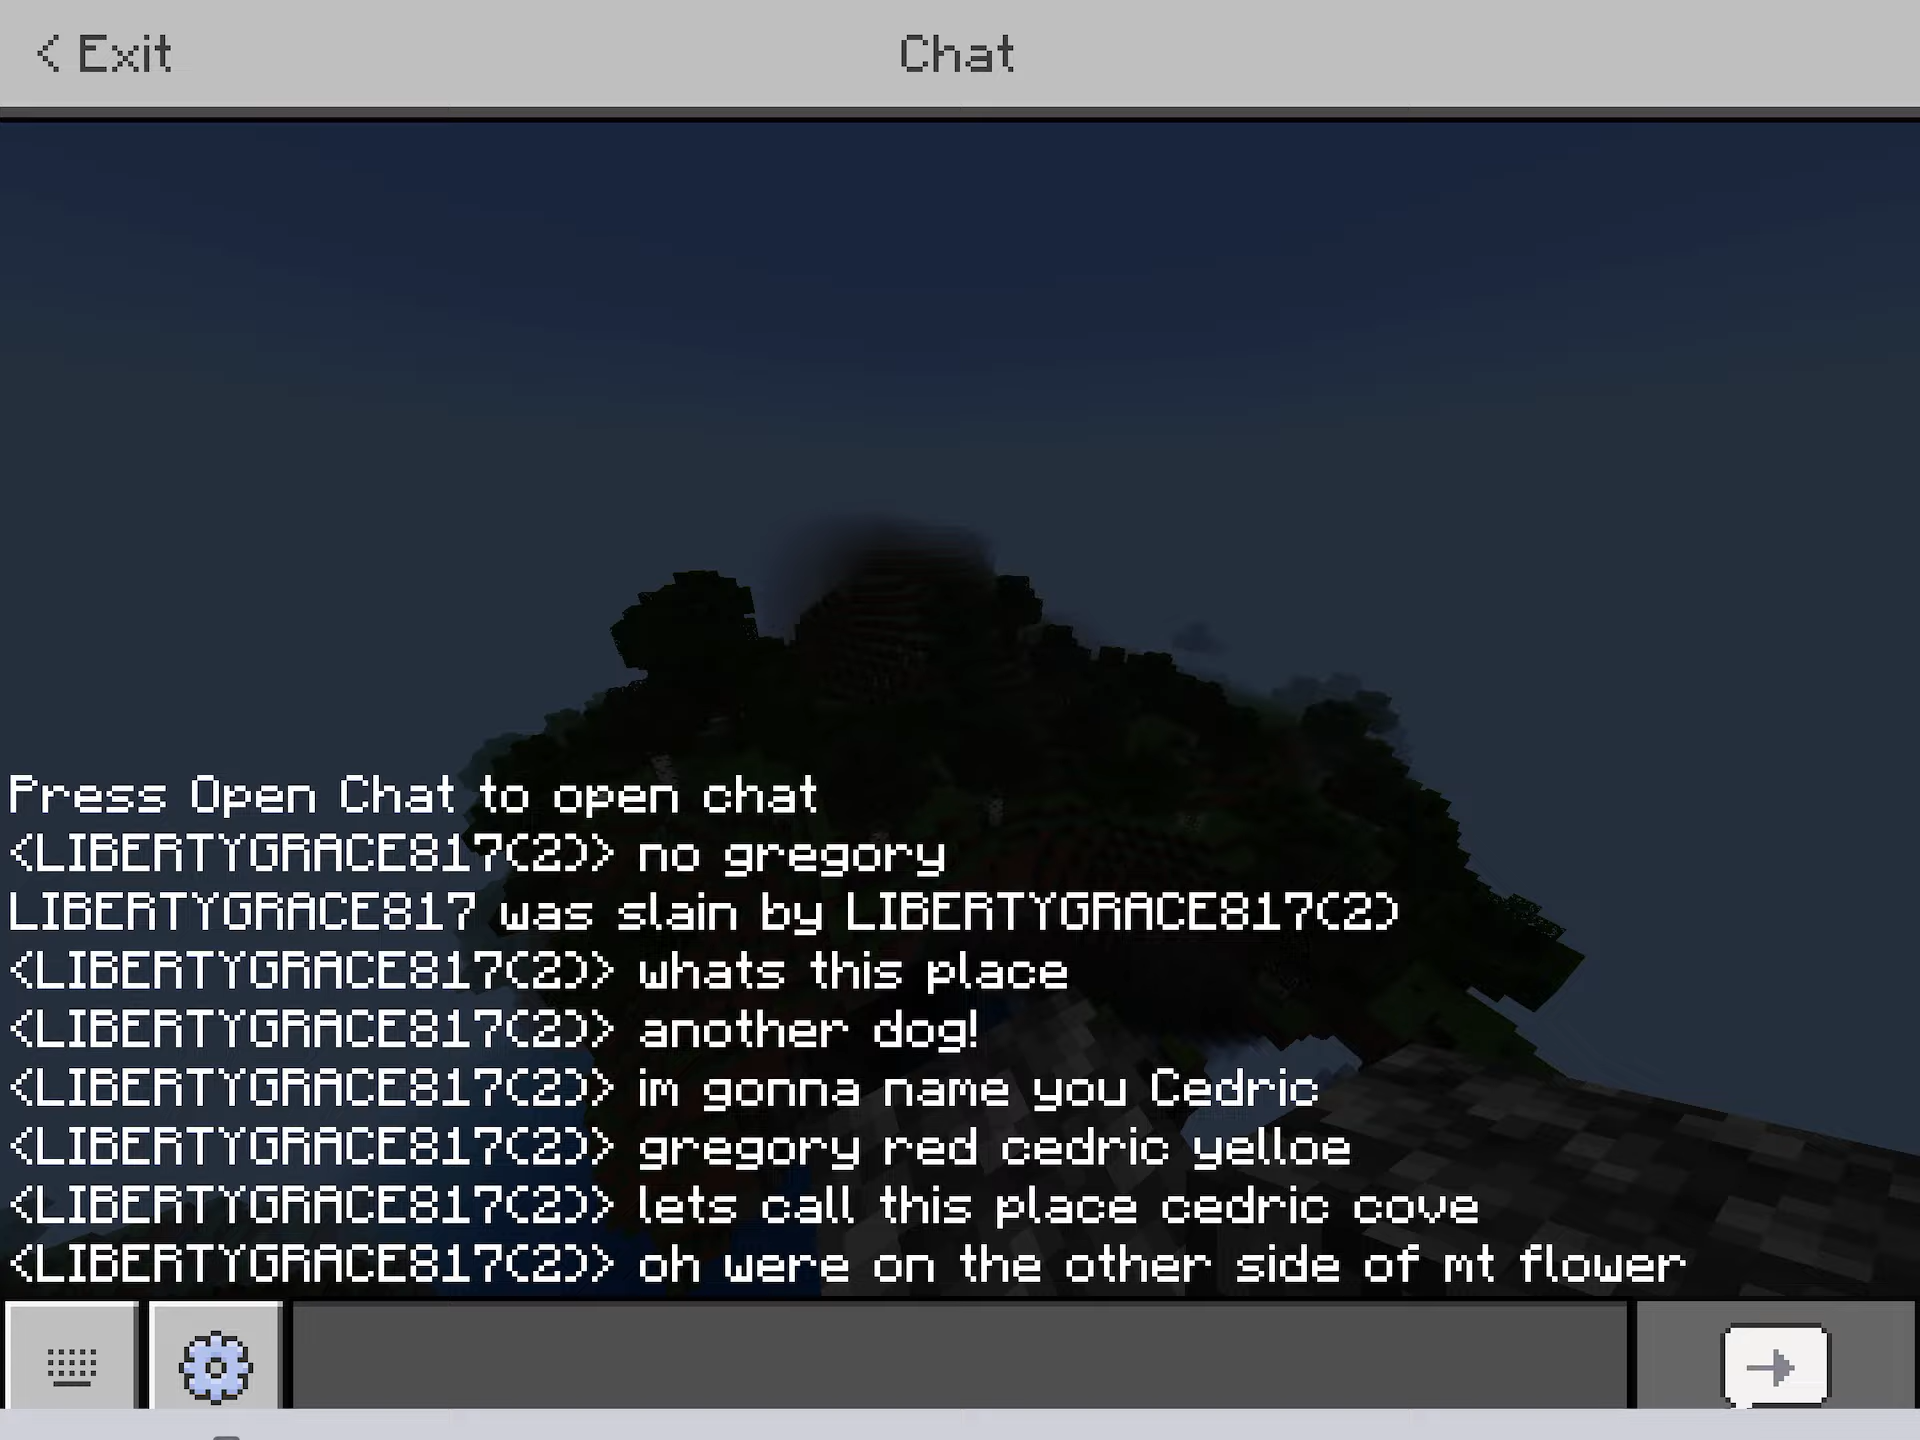 < Exit
Chat
Press Open Chat to open chat
<LIBERTYGRACE817(2)> no gregory
LIBERTYGRACE817 was slain by LIBERTYGRACE817(2)
<LIBERTYGRACE817(2)> whats this place
<LIBERTYGRACE817(2)> another dog!
<LIBERTYGRACE817(2)> im gonna name you Cedric
<LIBERTYGRACE817(2)> gregory red cedric yelloe
<LIBERTYGRACE817(2)> lets call this place cedric cove
<LIBERTYGRACE817(2)> oh were on the other side of mt flower